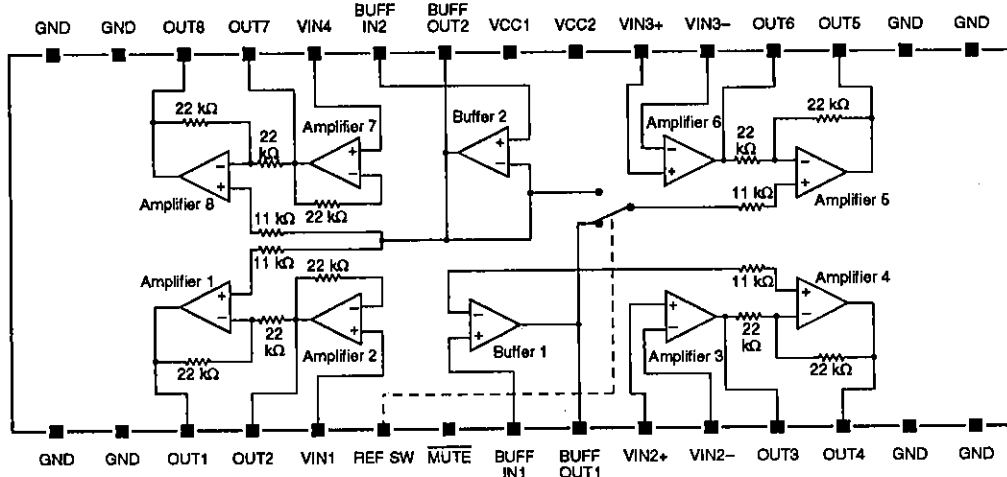 GND GND OUT8 OUT7 VIN4 BUFF IN2 BUFF OUT2 VCC1 VCC2 VIN3+ VIN3− OUT6 OUT5 GND GND
22 kΩ
22 kΩ
Amplifier 7
+
−
22 kΩ
−
+
Amplifier 8
11 kΩ
11 kΩ
Buffer 2
+
−
Amplifier 6
−
+
22 kΩ
22 kΩ
−
+
11 kΩ
Amplifier 5
Amplifier 1
+
−
22 kΩ
22 kΩ
22 kΩ
−
+
Amplifier 2
−
+
Buffer 1
+
−
Amplifier 3
11 kΩ
22 kΩ
Amplifier 4
+
−
22 kΩ
GND GND OUT1 OUT2 VIN1 REF SW MUTE BUFF IN1 BUFF OUT1 VIN2+ VIN2− OUT3 OUT4 GND GND